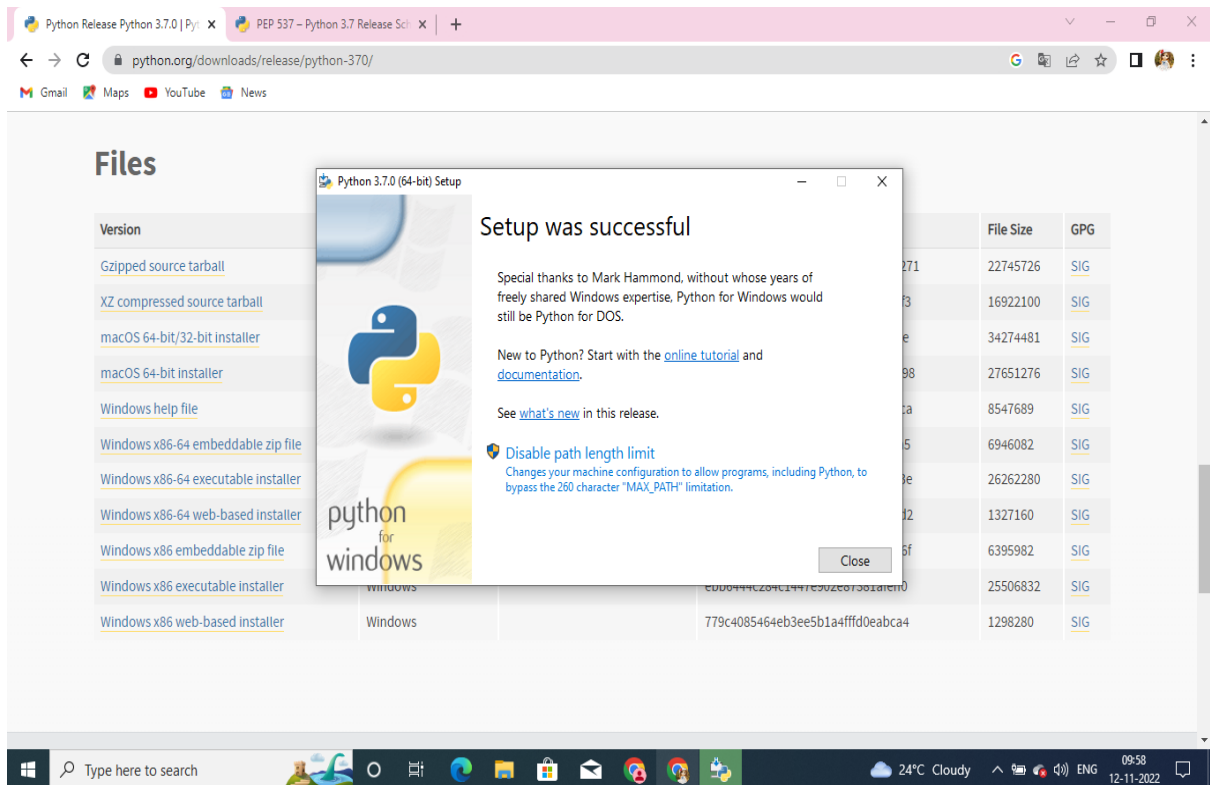 Python Release Python 3.7.0 | Pyt
PEP 537 – Python 3.7 Release Sch
python.org/downloads/release/python-370/
Gmail Maps YouTube News
Files
Version File Size GPG
Gzipped source tarball 271 22745726 SIG
XZ compressed source tarball f3 16922100 SIG
macOS 64-bit/32-bit installer e 34274481 SIG
macOS 64-bit installer 98 27651276 SIG
Windows help file ca 8547689 SIG
Windows x86-64 embeddable zip file 6946082 SIG
Windows x86-64 executable installer 26262280 SIG
Windows x86-64 web-based installer 1327160 SIG
Windows x86 embeddable zip file 6395982 SIG
Windows x86 executable installer Windows 25506832 SIG
Windows x86 web-based installer Windows 779c4085464eb3ee5b1a4fffd0eabca4 1298280 SIG
Python 3.7.0 (64-bit) Setup
Setup was successful
Special thanks to Mark Hammond, without whose years of
freely shared Windows expertise, Python for Windows would
still be Python for DOS.
New to Python? Start with the online tutorial and
documentation.
See what's new in this release.
Disable path length limit
Changes your machine configuration to allow programs, including Python, to
bypass the 260 character "MAX_PATH" limitation.
python
for
windows
Close
Type here to search
24°C Cloudy
ENG
09:58
12-11-2022